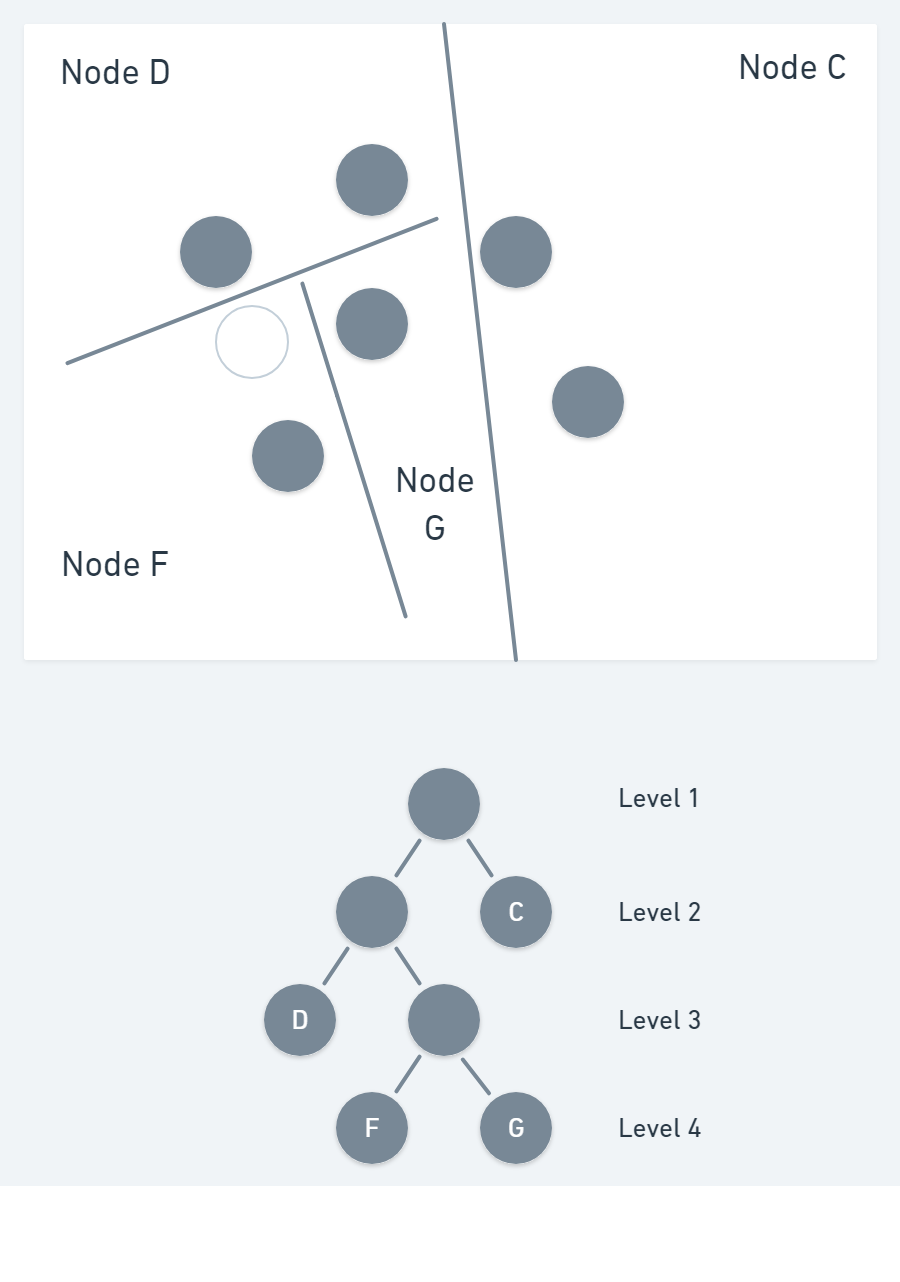 Node D
Node C
Node
G
Node F
Level 1
C
Level 2
D
Level 3
F
G
Level 4